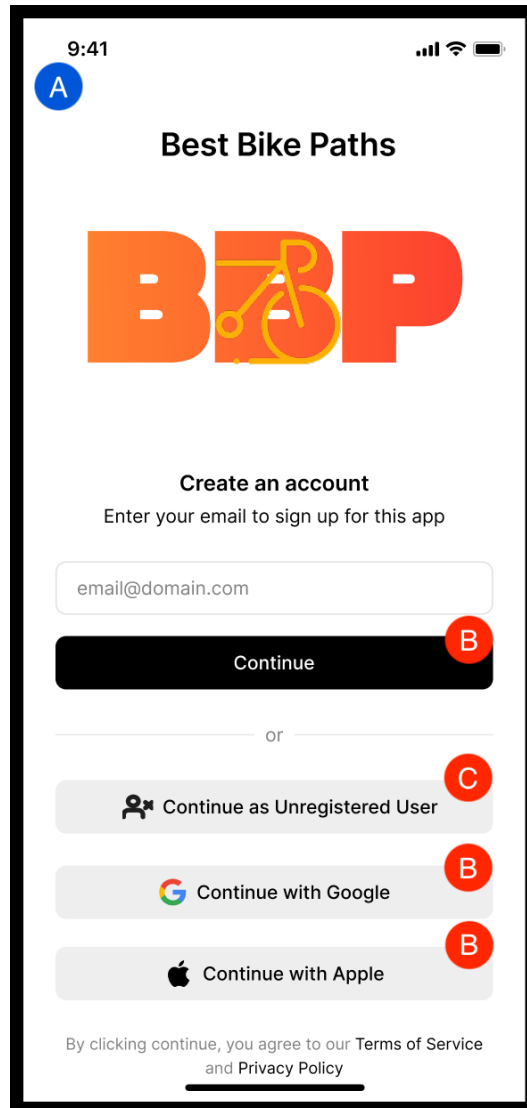 9:41
A
Best Bike Paths
BBP
Create an account
Enter your email to sign up for this app
email@domain.com
B
Continue
or
C
Continue as Unregistered User
B
Continue with Google
B
Continue with Apple
By clicking continue, you agree to our Terms of Service
and Privacy Policy